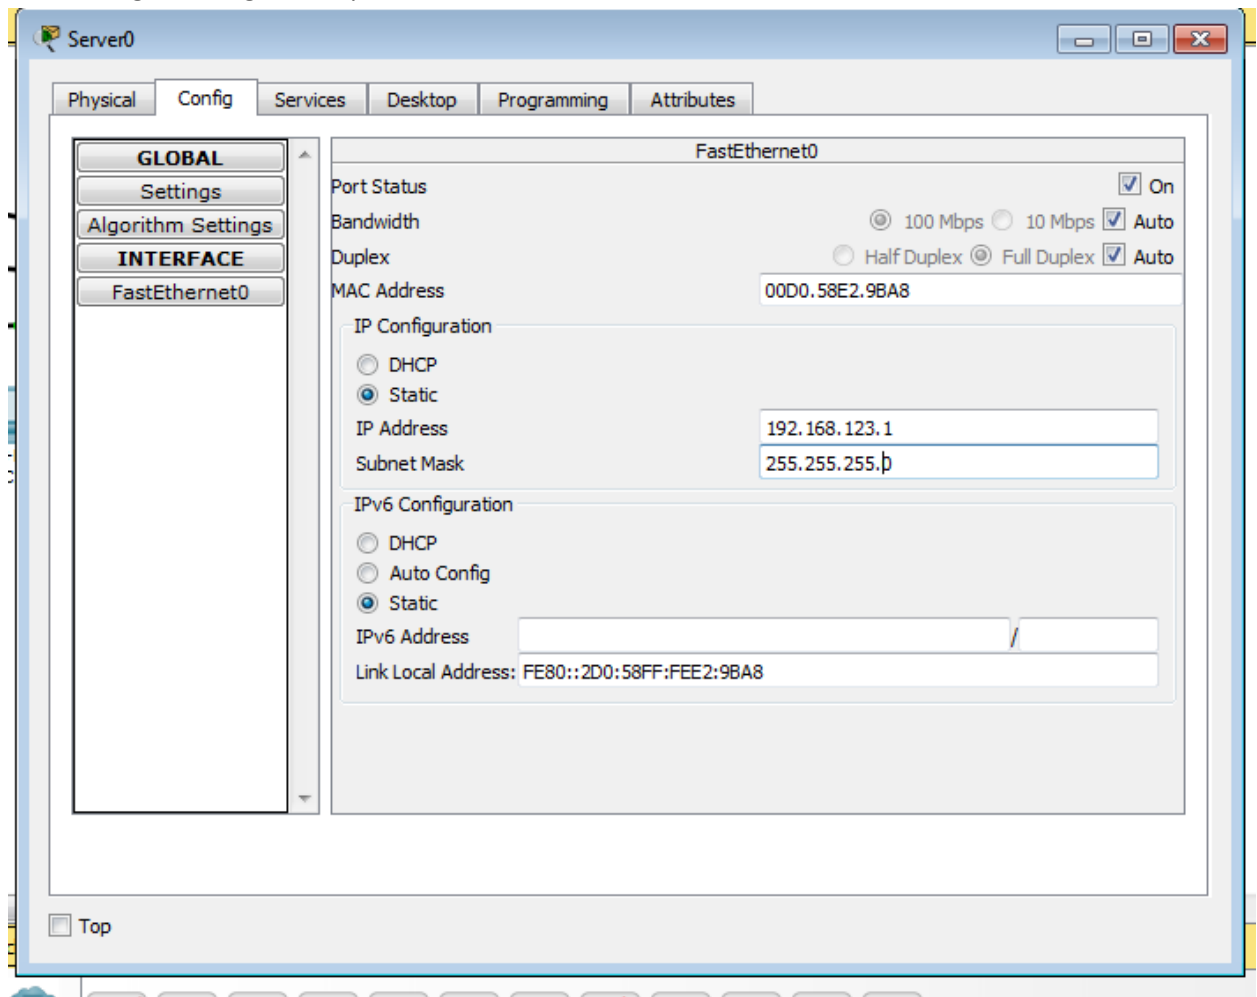 Server0
Physical Config Services Desktop Programming Attributes
GLOBAL
Settings
Algorithm Settings
INTERFACE
FastEthernet0
FastEthernet0
Port Status On
Bandwidth 100 Mbps 10 Mbps Auto
Duplex Half Duplex Full Duplex Auto
MAC Address 00D0.58E2.9BA8
IP Configuration
DHCP
Static
IP Address 192.168.123.1
Subnet Mask 255.255.255.0
IPv6 Configuration
DHCP
Auto Config
Static
IPv6 Address /
Link Local Address: FE80::2D0:58FF:FEE2:9BA8
Top